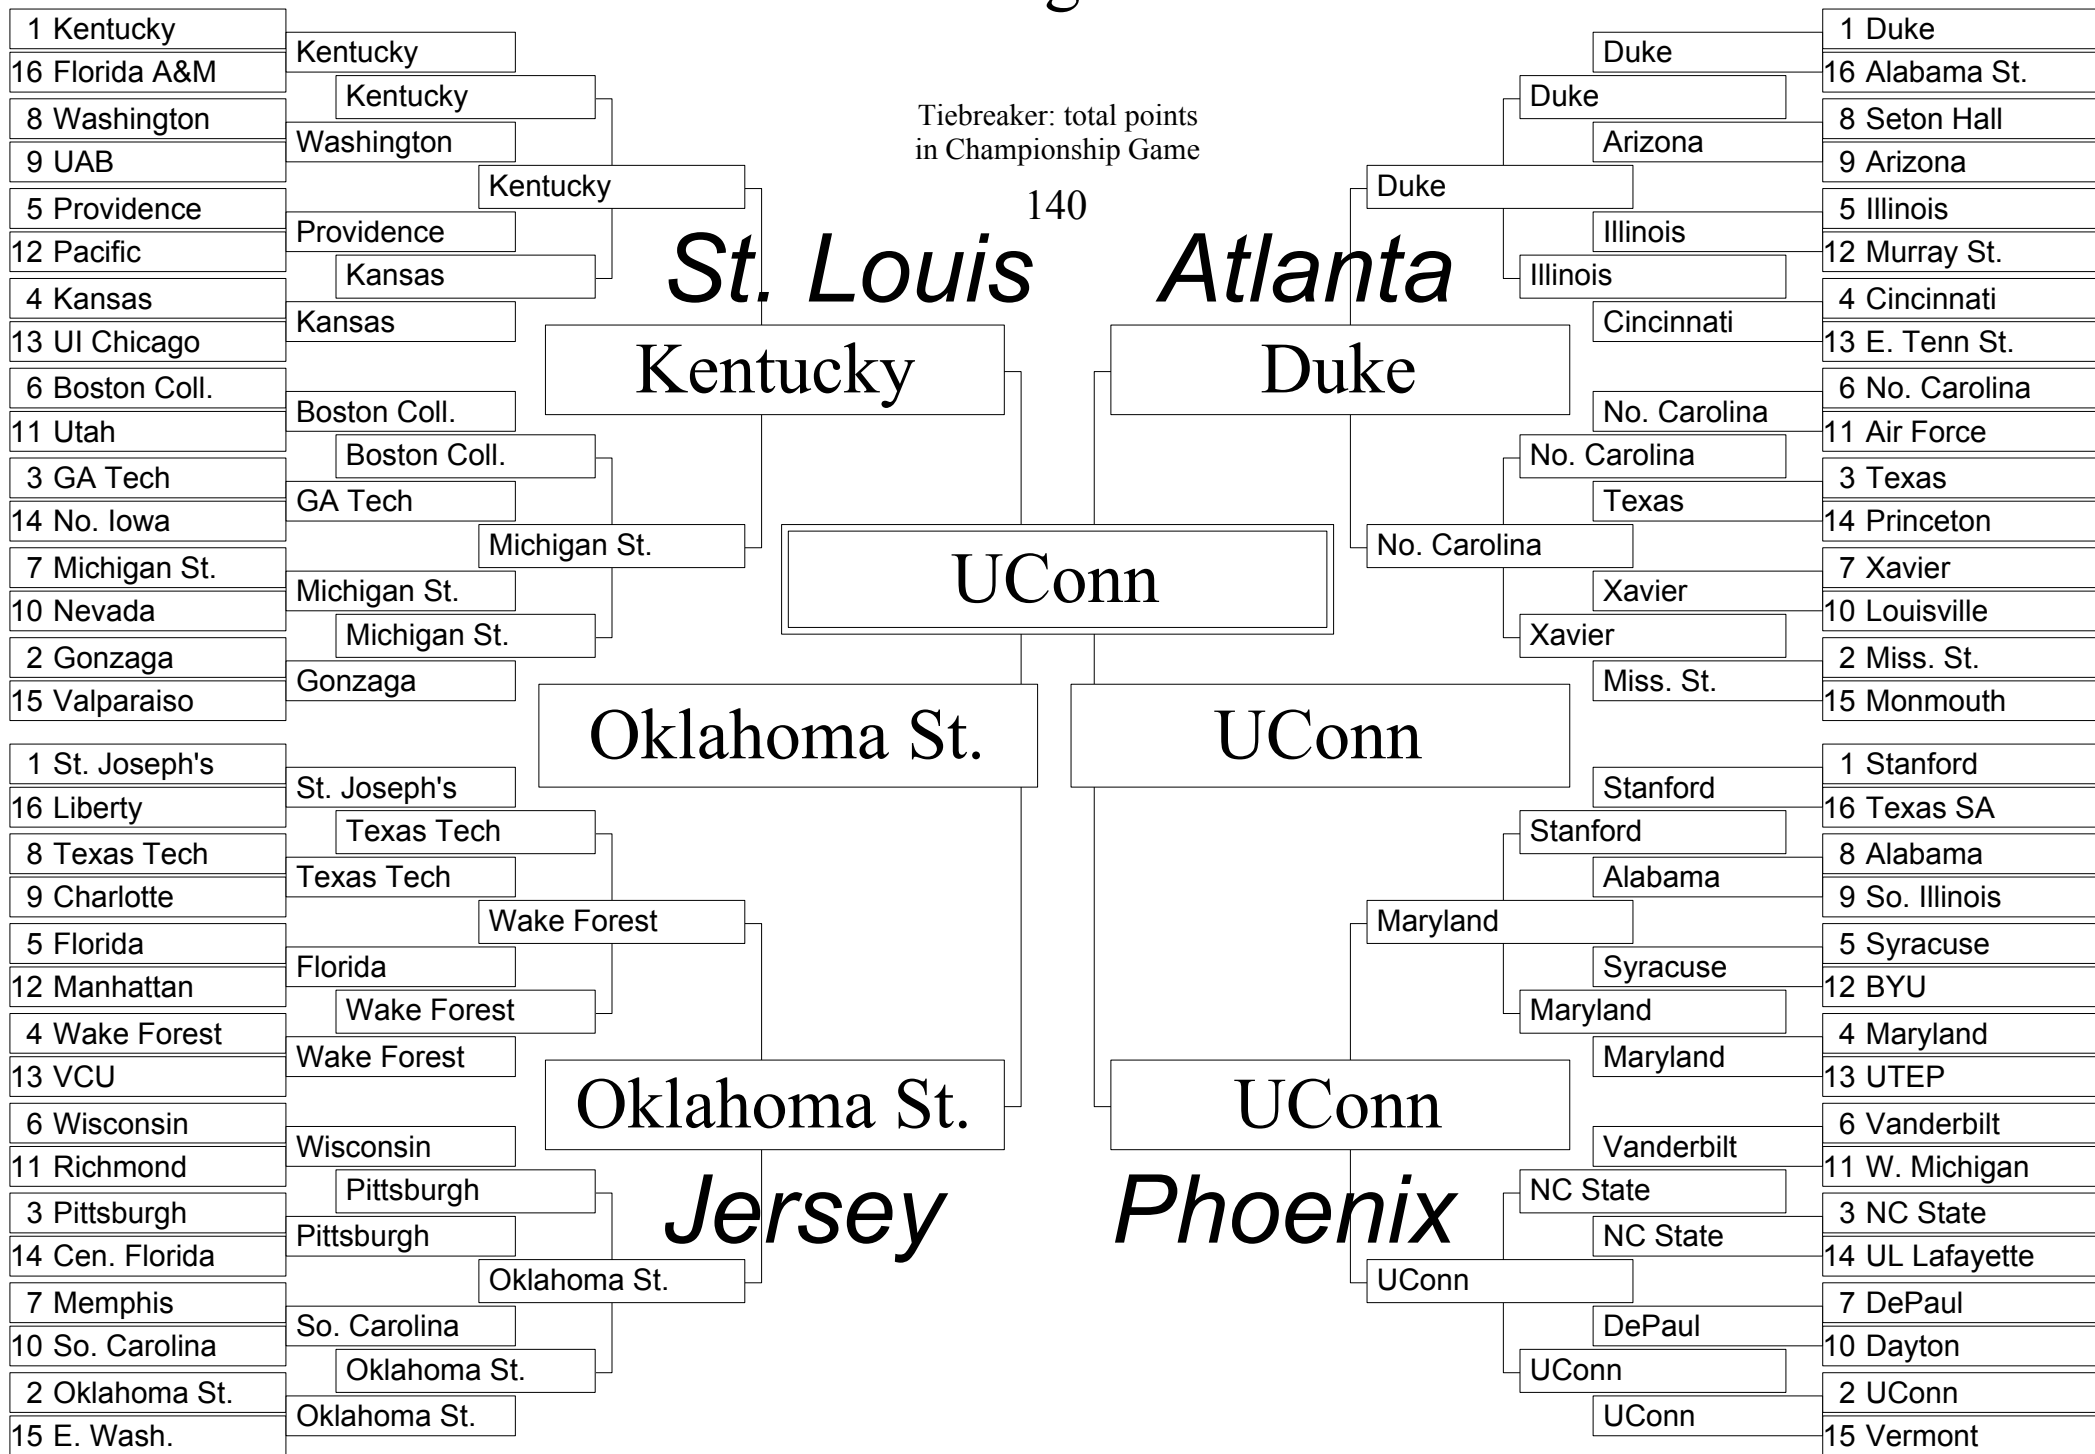 g
1 Kentucky
16 Florida A&M
8 Washington
9 UAB
5 Providence
12 Pacific
4 Kansas
13 UI Chicago
6 Boston Coll.
11 Utah
3 GA Tech
14 No. Iowa
7 Michigan St.
10 Nevada
2 Gonzaga
15 Valparaiso
Kentucky
Washington
Providence
Kansas
Boston Coll.
GA Tech
Michigan St.
Gonzaga
Kentucky
Kansas
Boston Coll.
Michigan St.
Kentucky
Michigan St.
St. Louis
Kentucky
1 St. Joseph's
16 Liberty
8 Texas Tech
9 Charlotte
5 Florida
12 Manhattan
4 Wake Forest
13 VCU
6 Wisconsin
11 Richmond
3 Pittsburgh
14 Cen. Florida
7 Memphis
10 So. Carolina
2 Oklahoma St.
15 E. Wash.
St. Joseph's
Texas Tech
Florida
Wake Forest
Wisconsin
Pittsburgh
So. Carolina
Oklahoma St.
Texas Tech
Wake Forest
Pittsburgh
Oklahoma St.
Wake Forest
Oklahoma St.
Oklahoma St.
Jersey
Tiebreaker: total points
in Championship Game
140
UConn
Oklahoma St.
UConn
Atlanta
Duke
Duke
No. Carolina
Duke
Illinois
No. Carolina
Xavier
Duke
Arizona
Illinois
Cincinnati
No. Carolina
Texas
Xavier
Miss. St.
1 Duke
16 Alabama St.
8 Seton Hall
9 Arizona
5 Illinois
12 Murray St.
4 Cincinnati
13 E. Tenn St.
6 No. Carolina
11 Air Force
3 Texas
14 Princeton
7 Xavier
10 Louisville
2 Miss. St.
15 Monmouth
UConn
Phoenix
Maryland
UConn
Stanford
Maryland
NC State
UConn
Stanford
Alabama
Syracuse
Maryland
Vanderbilt
NC State
DePaul
UConn
1 Stanford
16 Texas SA
8 Alabama
9 So. Illinois
5 Syracuse
12 BYU
4 Maryland
13 UTEP
6 Vanderbilt
11 W. Michigan
3 NC State
14 UL Lafayette
7 DePaul
10 Dayton
2 UConn
15 Vermont